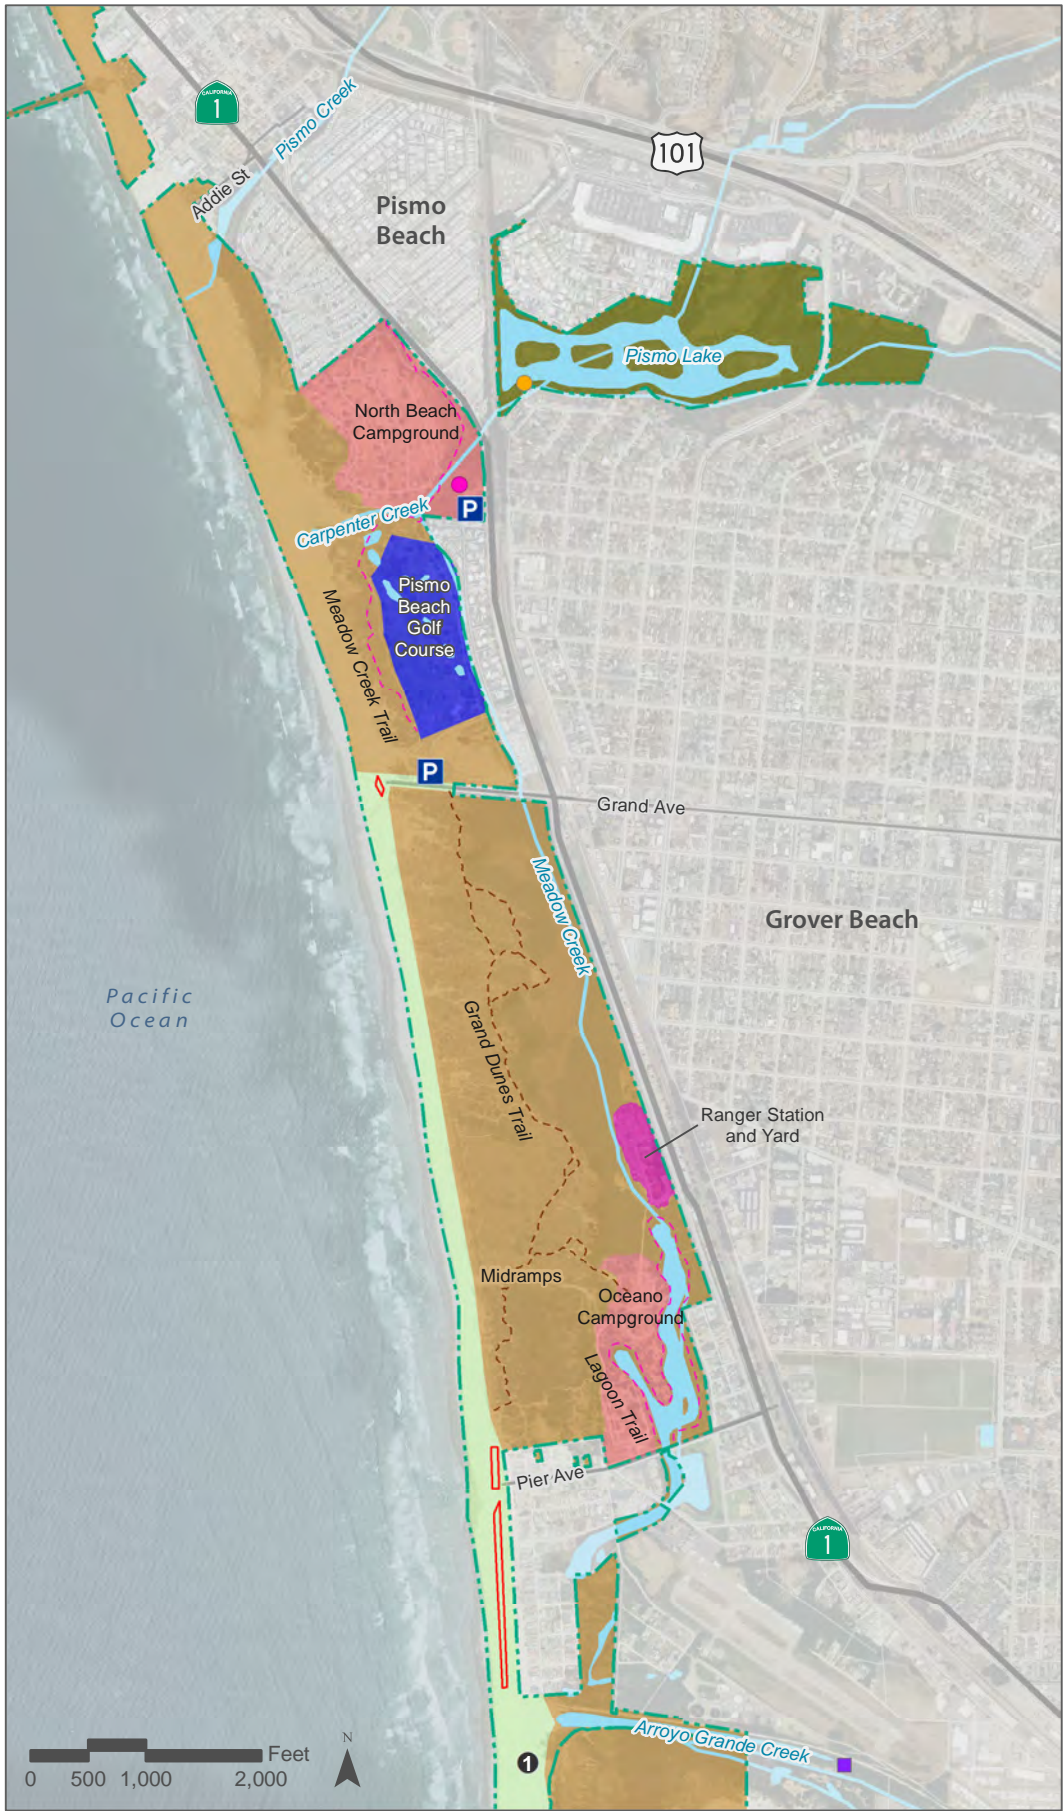 CALIFORNIA
1
Pismo Creek
101
Addie St
Pismo
Beach
Pismo Lake
North Beach
Campground
P
Carpenter Creek
Pismo
Beach
Golf
Course
Meadow Creek Trail
P
Grand Ave
Meadow Creek
Grover Beach
Pacific
Ocean
Grand Dunes Trail
Ranger Station
and Yard
Midramps
Oceano
Campground
Lagoon Trail
Pier Ave
CALIFORNIA
1
Arroyo Grande Creek
1
N
Feet
0 500 1,000 2,000